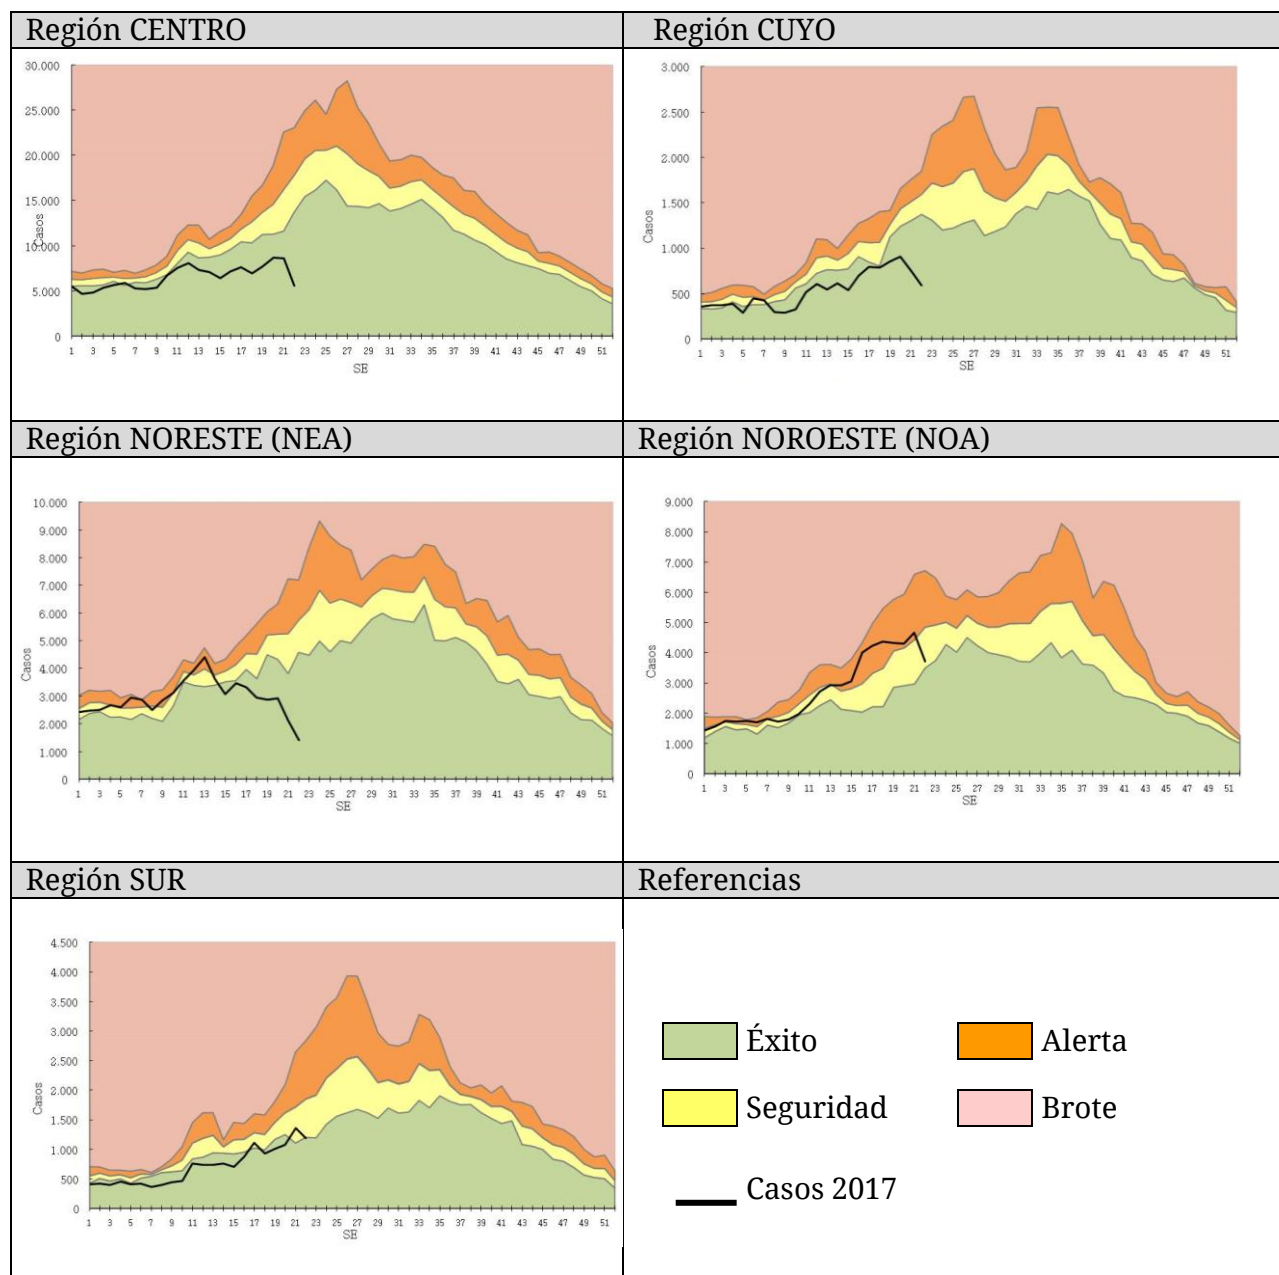 Región CENTRO
30.000
25.000
20.000
15.000
10.000
5.000
0
Casos
1 3 5 7 9 11 13 15 17 19 21 23 25 27 29 31 33 35 37 39 41 43 45 47 49 51
SE
Región CUYO
3.000
2.500
2.000
1.500
1.000
500
0
Casos
1 3 5 7 9 11 13 15 17 19 21 23 25 27 29 31 33 35 37 39 41 43 45 47 49 51
SE
Región NORESTE (NEA)
10.000
9.000
8.000
7.000
6.000
5.000
4.000
3.000
2.000
1.000
0
Casos
1 3 5 7 9 11 13 15 17 19 21 23 25 27 29 31 33 35 37 39 41 43 45 47 49 51
SE
Región NOROESTE (NOA)
9.000
8.000
7.000
6.000
5.000
4.000
3.000
2.000
1.000
0
Casos
1 3 5 7 9 11 13 15 17 19 21 23 25 27 29 31 33 35 37 39 41 43 45 47 49 51
SE
Región SUR
4.500
4.000
3.500
3.000
2.500
2.000
1.500
1.000
500
0
Casos
1 3 5 7 9 11 13 15 17 19 21 23 25 27 29 31 33 35 37 39 41 43 45 47 49 51
SE
Referencias
Éxito
Alerta
Seguridad
Brote
Casos 2017